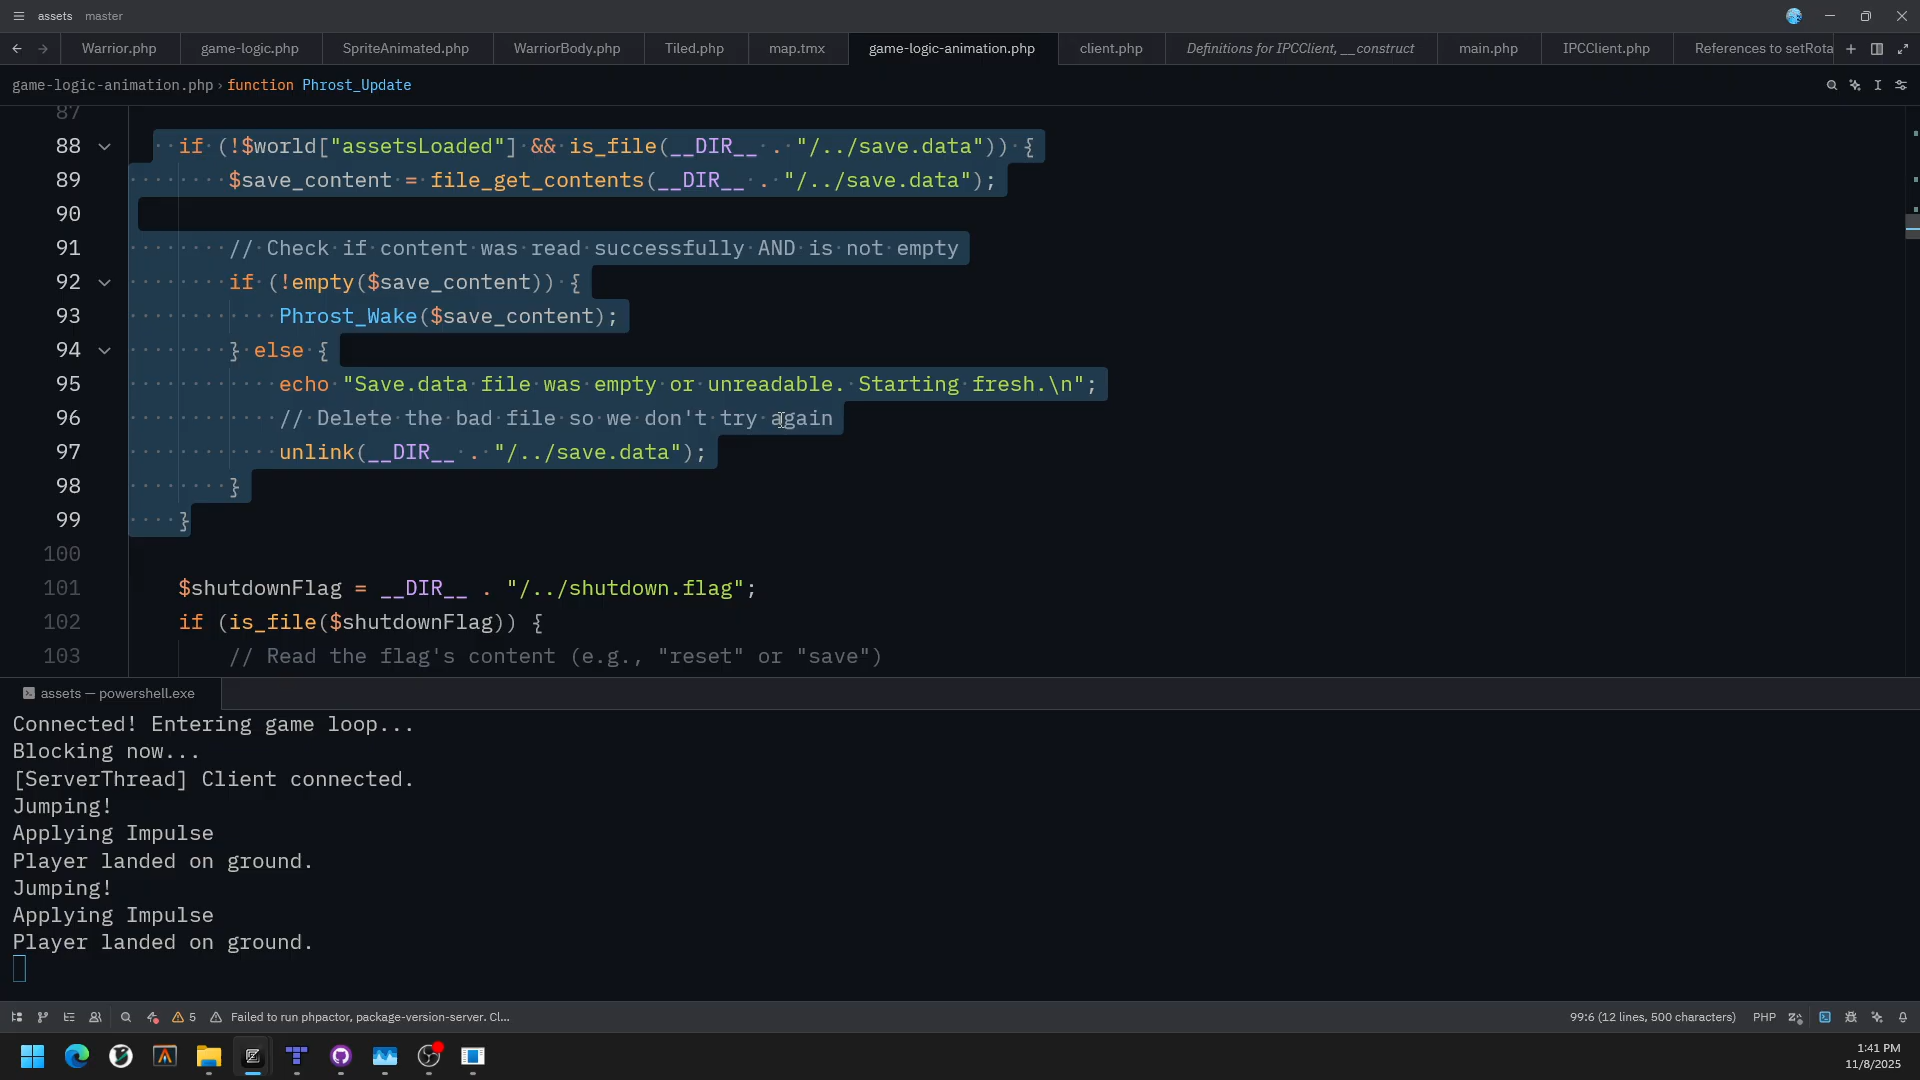 assets master
Warrior.php game-logic.php SpriteAnimated.php WarriorBody.php Tiled.php map.tmx game-logic-animation.php client.php Definitions for IPCClient, __construct main.php IPCClient.php References to setRota
game-logic-animation.php › function Phrost_Update
87
88 if (!$world["assetsLoaded"] && is_file(__DIR__ . "/../save.data")) {
89 $save_content = file_get_contents(__DIR__ . "/../save.data");
90
91 // Check if content was read successfully AND is not empty
92 if (!empty($save_content)) {
93 Phrost_Wake($save_content);
94 } else {
95 echo "Save.data file was empty or unreadable. Starting fresh.\n";
96 // Delete the bad file so we don't try again
97 unlink(__DIR__ . "/../save.data");
98 }
99 }
100
101 $shutdownFlag = __DIR__ . "/../shutdown.flag";
102 if (is_file($shutdownFlag)) {
103 // Read the flag's content (e.g., "reset" or "save")
assets — powershell.exe
Connected! Entering game loop...
Blocking now...
[ServerThread] Client connected.
Jumping!
Applying Impulse
Player landed on ground.
Jumping!
Applying Impulse
Player landed on ground.
5 Failed to run phpactor, package-version-server. Cl... 99:6 (12 lines, 500 characters) PHP
1:41 PM
11/8/2025